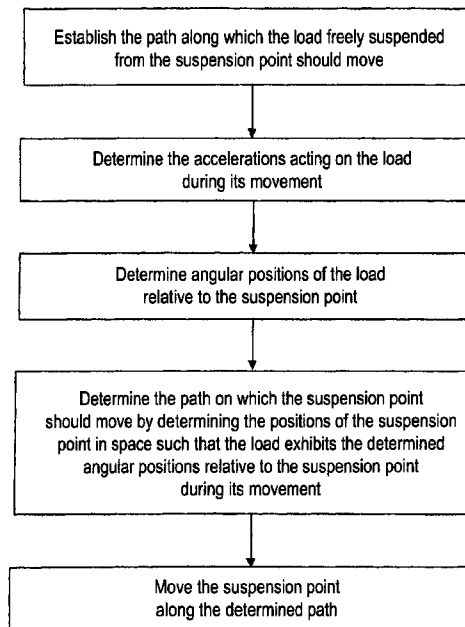 Establish the path along which the load freely suspended
from the suspension point should move
Determine the accelerations acting on the load
during its movement
Determine angular positions of the load
relative to the suspension point
Determine the path on which the suspension point
should move by determining the positions of the suspension
point in space such that the load exhibits the determined
angular positions relative to the suspension point
during its movement
Move the suspension point
along the determined path